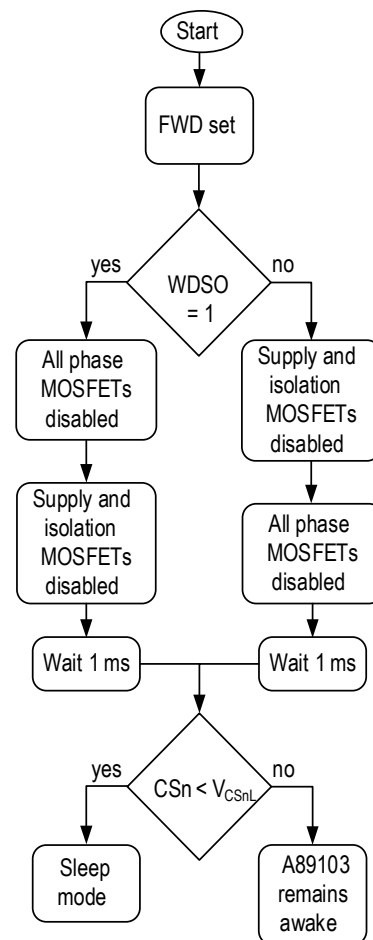 Start
FWD set
yes
no
WDSO
= 1
All phase
MOSFETs
disabled
Supply and
isolation
MOSFETs
disabled
Supply and
isolation
MOSFETs
disabled
All phase
MOSFETs
disabled
Wait 1 ms
Wait 1 ms
yes
no
CSn < VCSnL
Sleep
mode
A89103
remains
awake